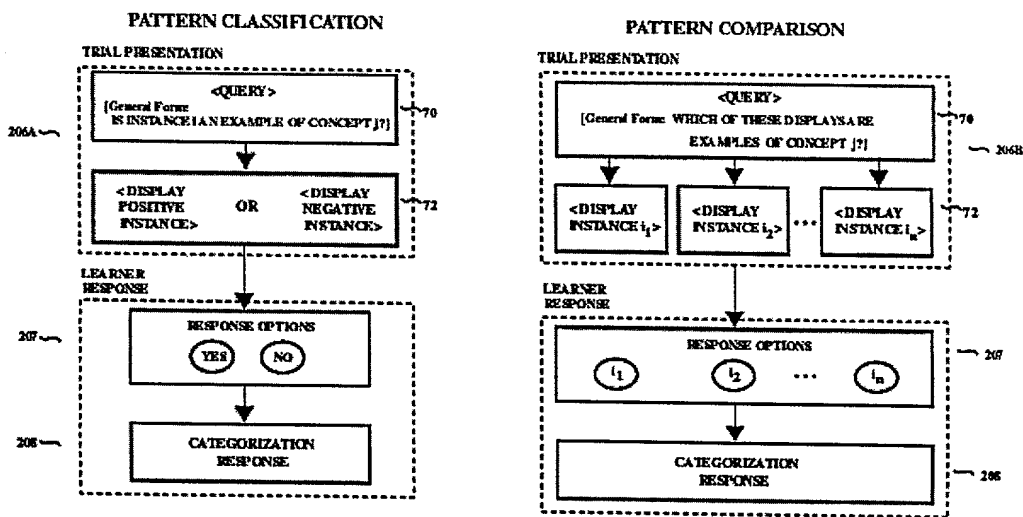 PATTERN CLASSIFICATION
TRIAL PRESENTATION
<QUERY>
[General Form:
IS INSTANCE i AN EXAMPLE OF CONCEPT j?]
70
206A
<DISPLAY
POSITIVE
INSTANCE>
OR
<DISPLAY
NEGATIVE
INSTANCE>
72
LEARNER
RESPONSE
RESPONSE OPTIONS
YES
NO
207
CATEGORIZATION
RESPONSE
208
PATTERN COMPARISON
TRIAL PRESENTATION
<QUERY>
[General Form: WHICH OF THESE DISPLAYS ARE
EXAMPLES OF CONCEPT j?]
70
206B
<DISPLAY
INSTANCE i1>
<DISPLAY
INSTANCE i2>
...
<DISPLAY
INSTANCE in>
72
LEARNER
RESPONSE
RESPONSE OPTIONS
i1
i2
...
in
207
CATEGORIZATION
RESPONSE
208